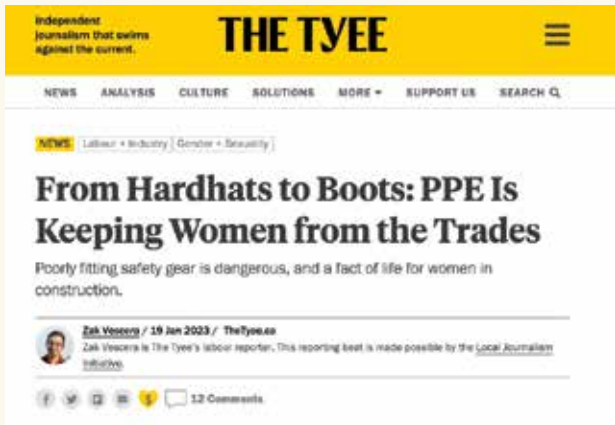 Independent
journalism that swims
against the current.
THE TYEE
NEWS ANALYSIS CULTURE SOLUTIONS MORE SUPPORT US SEARCH
NEWS Labour + Industry Gender + Sexuality
From Hardhats to Boots: PPE Is
Keeping Women from the Trades
Poorly fitting safety gear is dangerous, and a fact of life for women in
construction.
Zak Vescera / 19 Jan 2023 / TheTyee.ca
Zak Vescera is The Tyee's labour reporter. This reporting beat is made possible by the Local Journalism
Initiative.
12 Comments